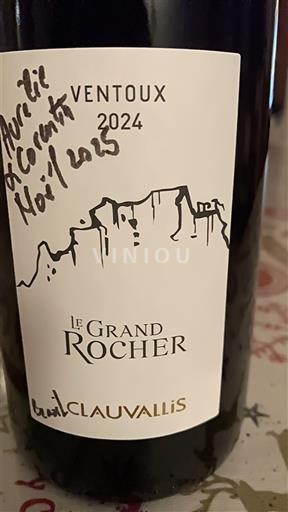 VENTOUX
2024
Aurélie
& Corentin
Noël 2025
VINIOU
LE GRAND
ROCHER
CLAUVALLIS